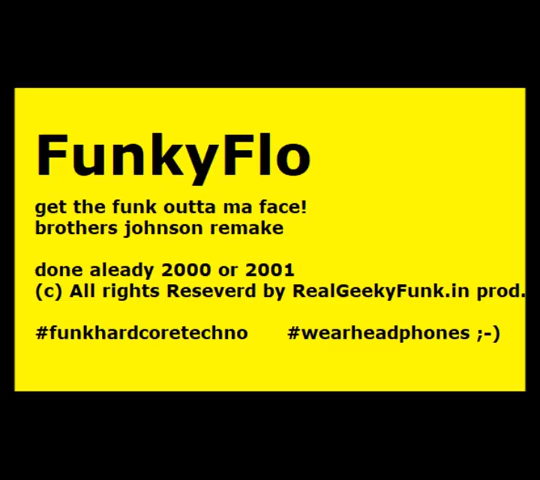 FunkyFlo
get the funk outta ma face!
brothers johnson remake
done aleady 2000 or 2001
(c) All rights Reseverd by RealGeekyFunk.in prod.
#funkhardcoretechno #wearheadphones ;-)